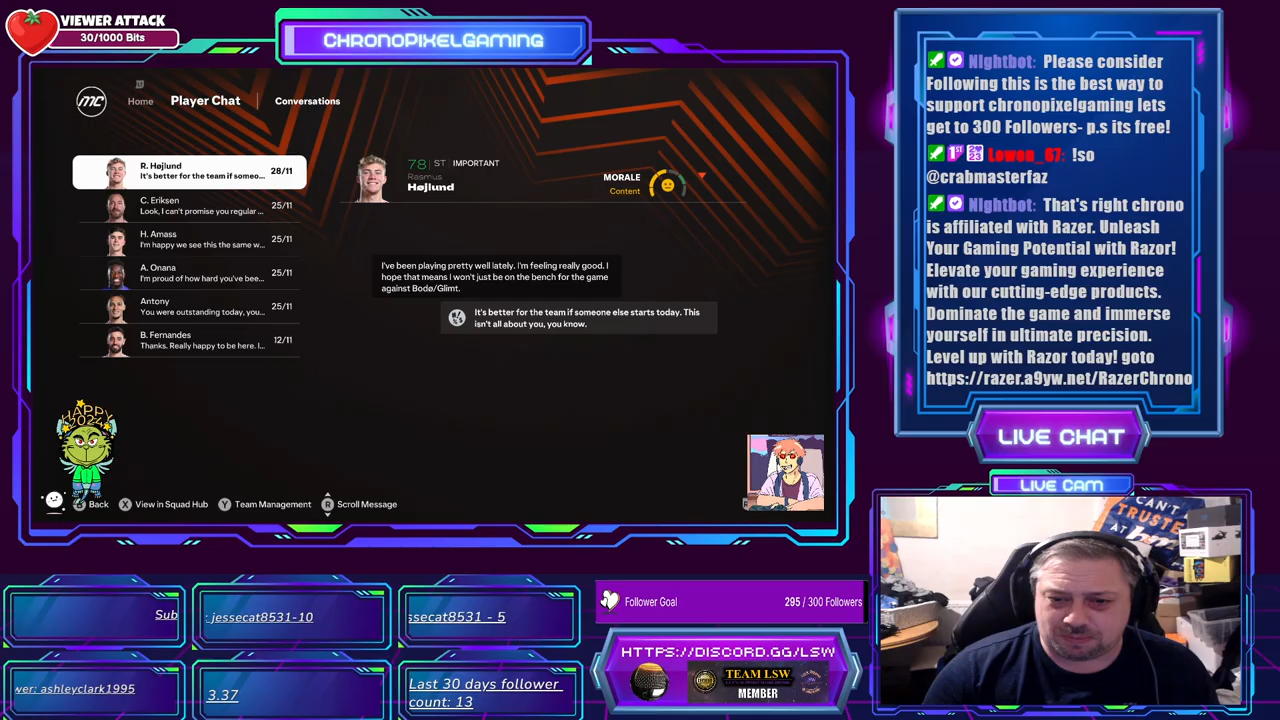 VIEWER ATTACK
30/1000 Bits
CHRONOPIXELGAMING
MC
Home
Player Chat
Conversations
R. Højlund
It's better for the team if someo...
28/11
C. Eriksen
Look, I can't promise you regular ...
25/11
H. Amass
I'm happy we see this the same w...
25/11
A. Onana
I'm proud of how hard you've bee...
25/11
Antony
You were outstanding today, you...
25/11
B. Fernandes
Thanks. Really happy to be here. I...
12/11
78 ST IMPORTANT
Rasmus
Højlund
MORALE
Content
I've been playing pretty well lately. I'm feeling really good. I
hope that means I won't just be on the bench for the game
against Bodø/Glimt.
It's better for the team if someone else starts today. This
isn't all about you, you know.
HAPPY
2024
Back
X View in Squad Hub
Y Team Management
R Scroll Message
Nightbot: Please consider
Following this is the best way to
support chronopixelgaming lets
get to 300 Followers- p.s its free!
Lowen_67: !so
@crabmasterfaz
Nightbot: That's right chrono
is affiliated with Razer. Unleash
Your Gaming Potential with Razor!
Elevate your gaming experience
with our cutting-edge products.
Dominate the game and immerse
yourself in ultimate precision.
Level up with Razor today! goto
https://razer.a9yw.net/RazerChrono
LIVE CHAT
LIVE CAM
CAN'T
TRUSTE
AT
Sub
: jessecat8531-10
ssecat8531 - 5
wer: ashleyclark1995
3.37
Last 30 days follower
count: 13
Follower Goal
295 / 300 Followers
HTTPS://DISCORD.GG/LSW
TEAM LSW
MEMBER